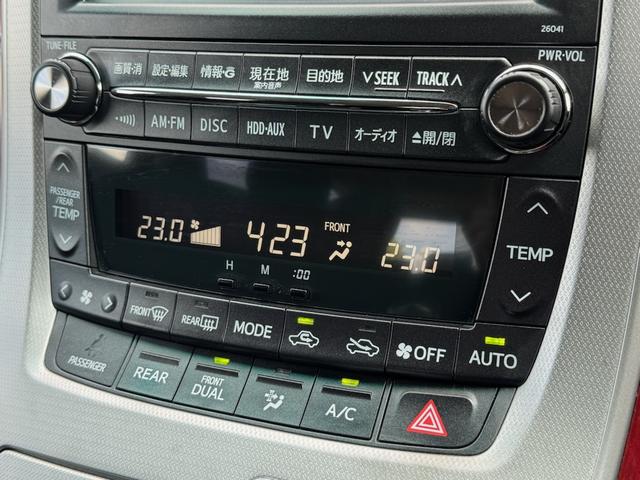 26041
TUNE・FILE
PWR・VOL
画質・消 設定・編集 情報・G 現在地 目的地 ∨SEEK TRACK∧
案内音声
AM・FM DISC HDD・AUX TV オーディオ ≜開/閉
PASSENGER
/REAR
TEMP
23.0 423 FRONT 23.0
TEMP
H M :00
FRONT REAR MODE OFF AUTO
PASSENGER REAR FRONT
DUAL
A/C